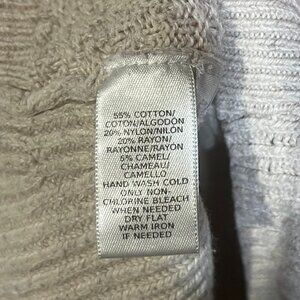 55% COTTON/
COTON/ALGODON
20% NYLON/NILON
20% RAYON/
RAYONNE/RAYON
5% CAMEL/
CHAMEAU/
CAMELLO
HAND WASH COLD
ONLY NON-
CHLORINE BLEACH
WHEN NEEDED
DRY FLAT
WARM IRON
IF NEEDED